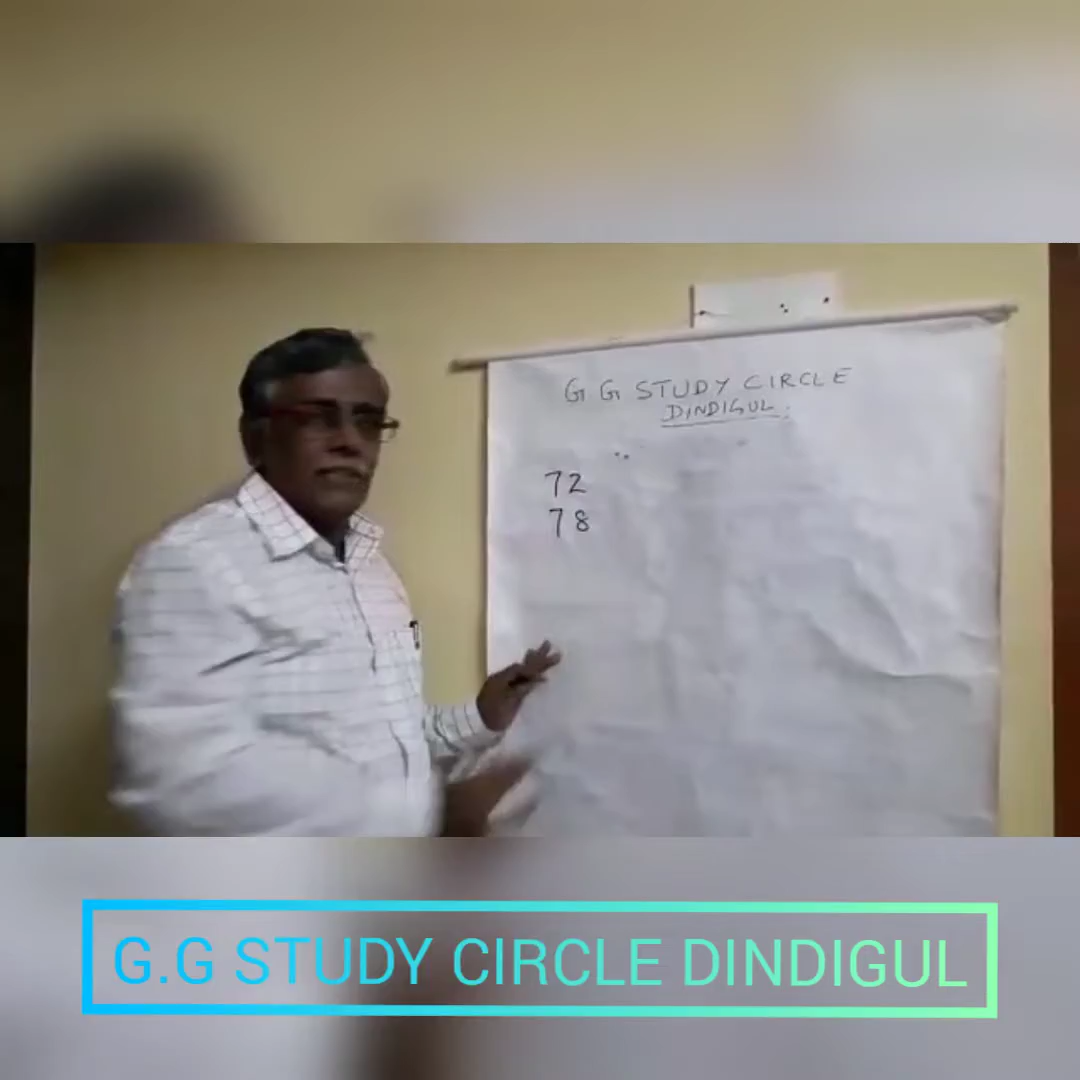 G G STUDY CIRCLE
DINDIGUL
72
78
G.G STUDY CIRCLE DINDIGUL